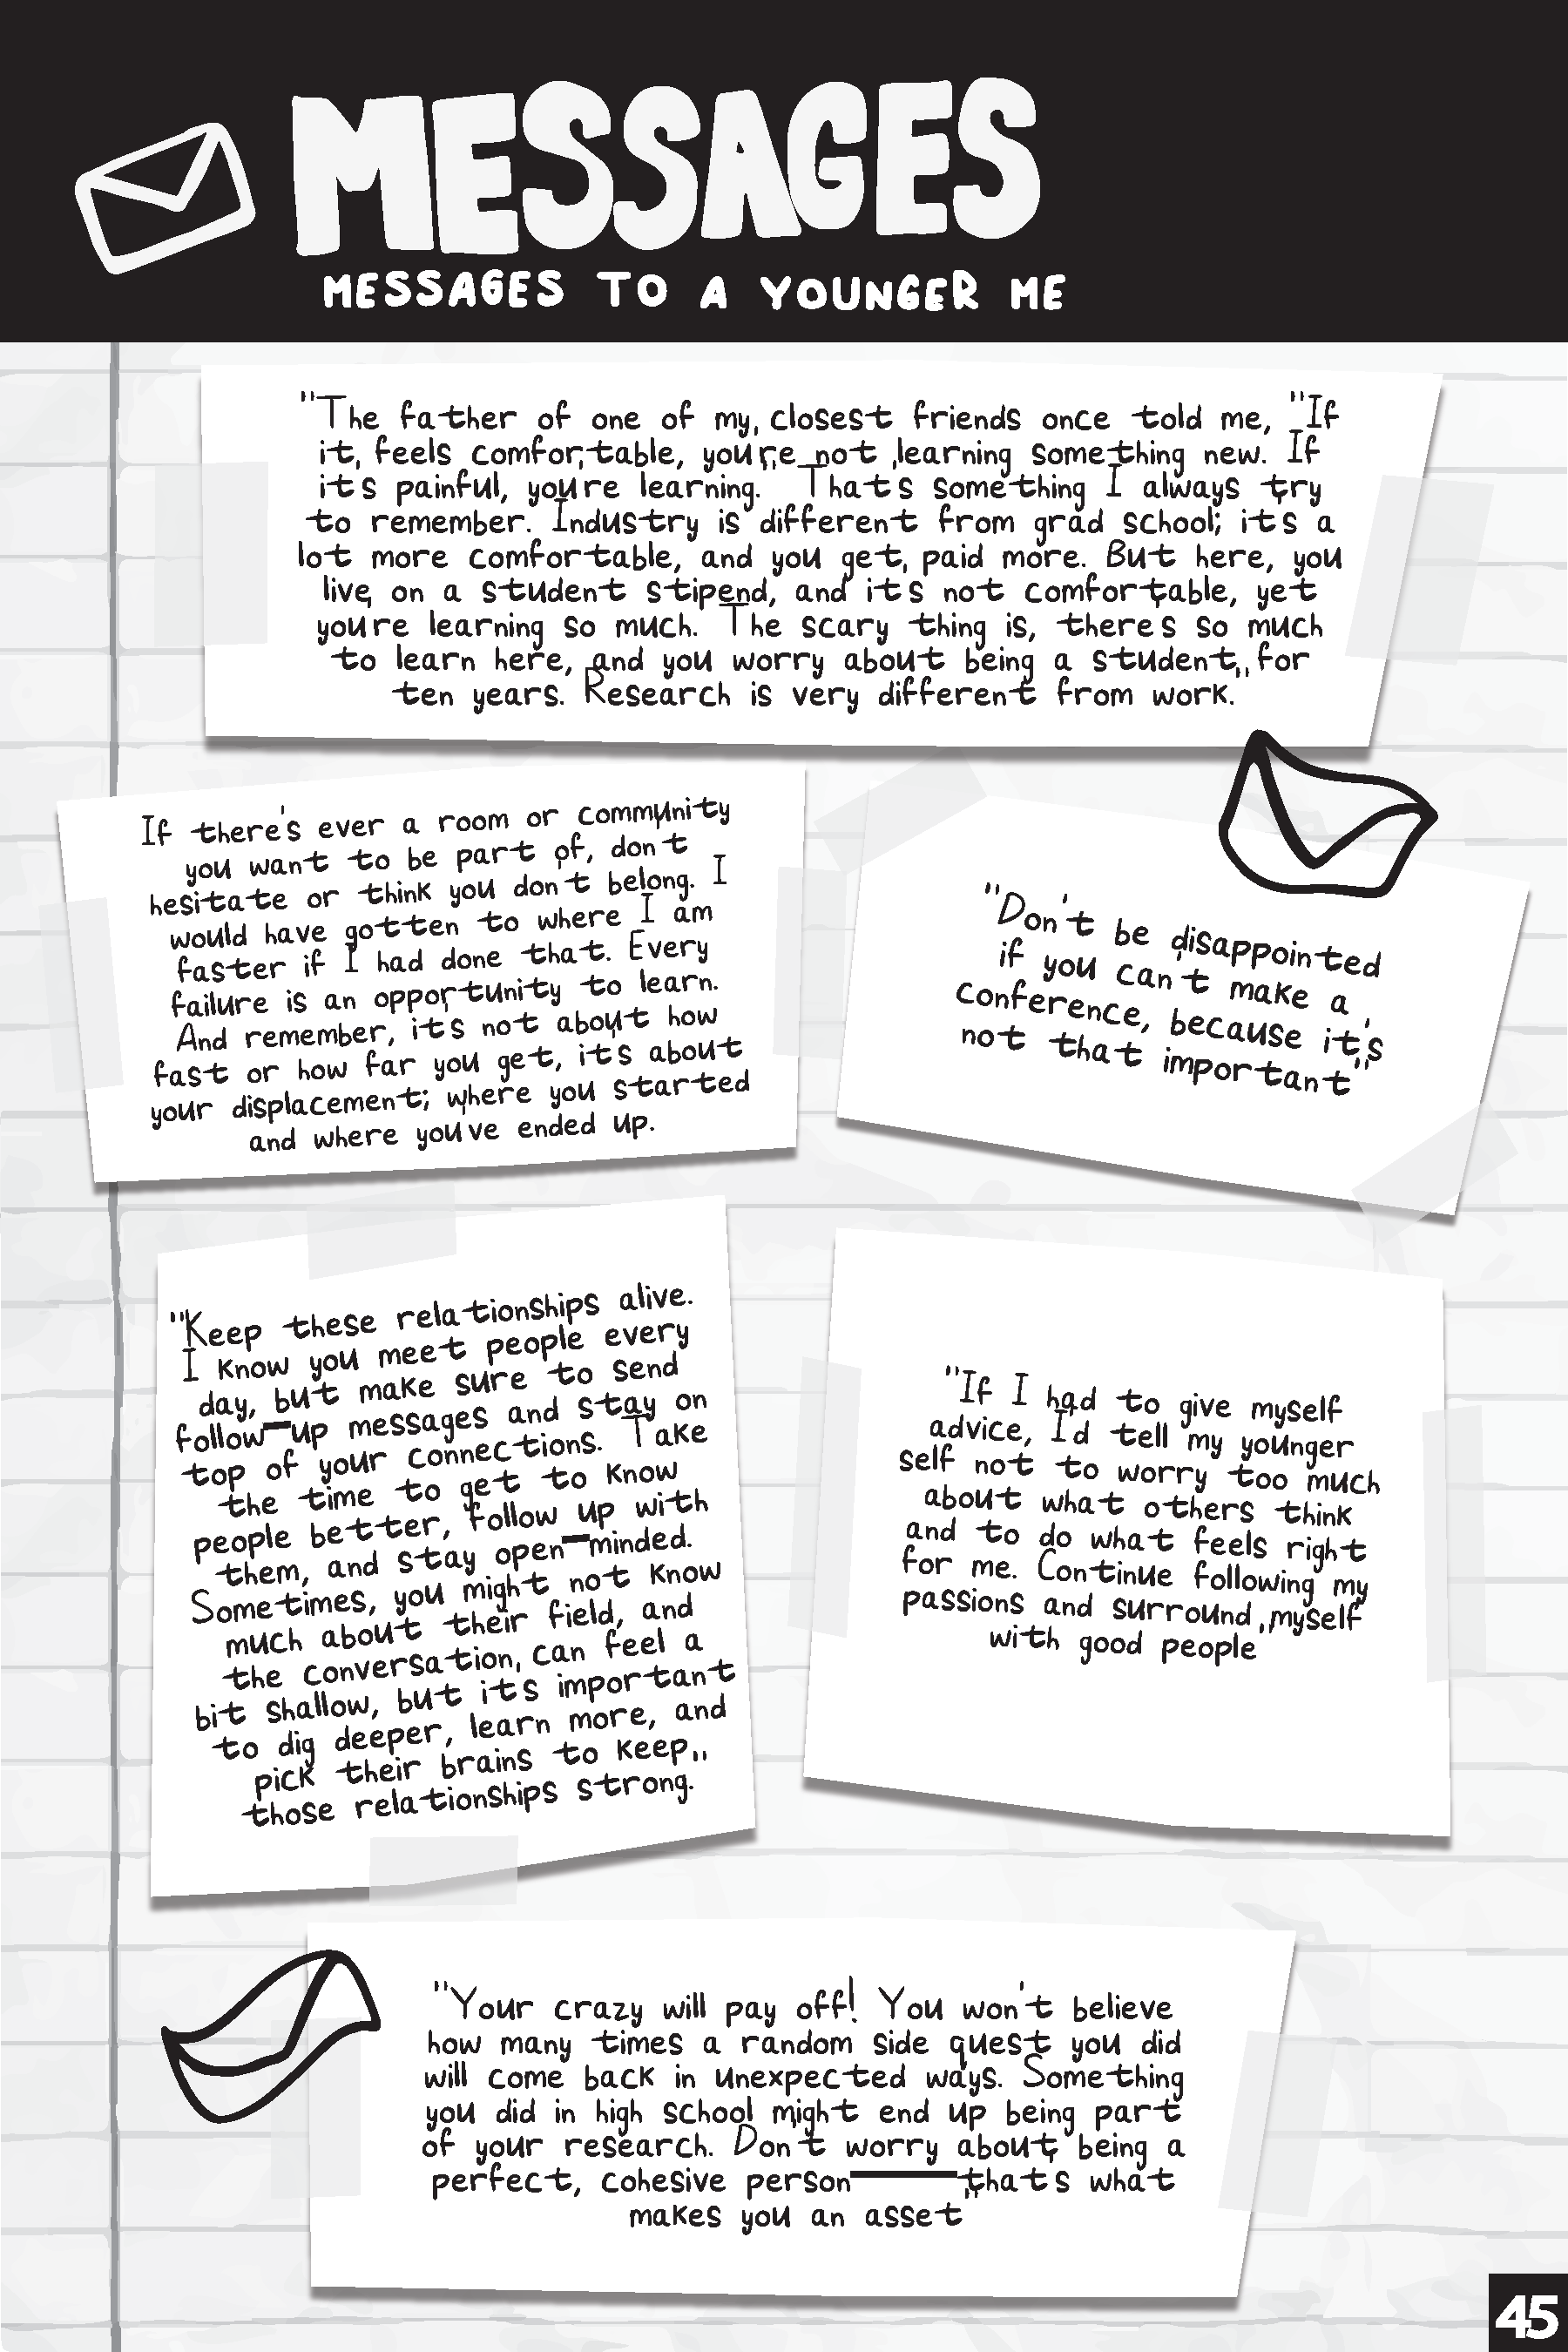 MESSAGES
MESSAGES TO A YOUNGER ME
"The father of one of my closest friends once told me, "If
it feels comfortable, you're not learning something new. If
it's painful, you're learning." That's something I always try
to remember. Industry is different from grad school; it's a
lot more comfortable, and you get paid more. But here, you
live on a student stipend, and it's not comfortable, yet
you're learning so much. The scary thing is, there's so much
to learn here, and you worry about being a "student" for
ten years. Research is very different from work."
If there's ever a room or community
you want to be part of, don't
hesitate or think you don't belong. I
would have gotten to where I am
faster if I had done that. Every
failure is an opportunity to learn.
And remember, it's not about how
fast or how far you get, it's about
your displacement; where you started
and where you've ended up.
"Don't be disappointed
if you can't make a
conference, because it's
not that important"
"Keep these relationships alive.
I know you meet people every
day, but make sure to send
follow-up messages and stay on
top of your connections. Take
the time to get to know
people better, follow up with
them, and stay open-minded.
Sometimes, you might not know
much about their field, and
the conversation can feel a
bit shallow, but it's important
to dig deeper, learn more, and
pick their brains to keep
those relationships strong."
"If I had to give myself
advice, I'd tell my younger
self not to worry too much
about what others think
and to do what feels right
for me. Continue following my
passions and surround myself
with good people"
"Your crazy will pay off! You won't believe
how many times a random side quest you did
will come back in unexpected ways. Something
you did in high school might end up being part
of your research. Don't worry about being a
perfect, cohesive person—that's what
makes you an asset"
45